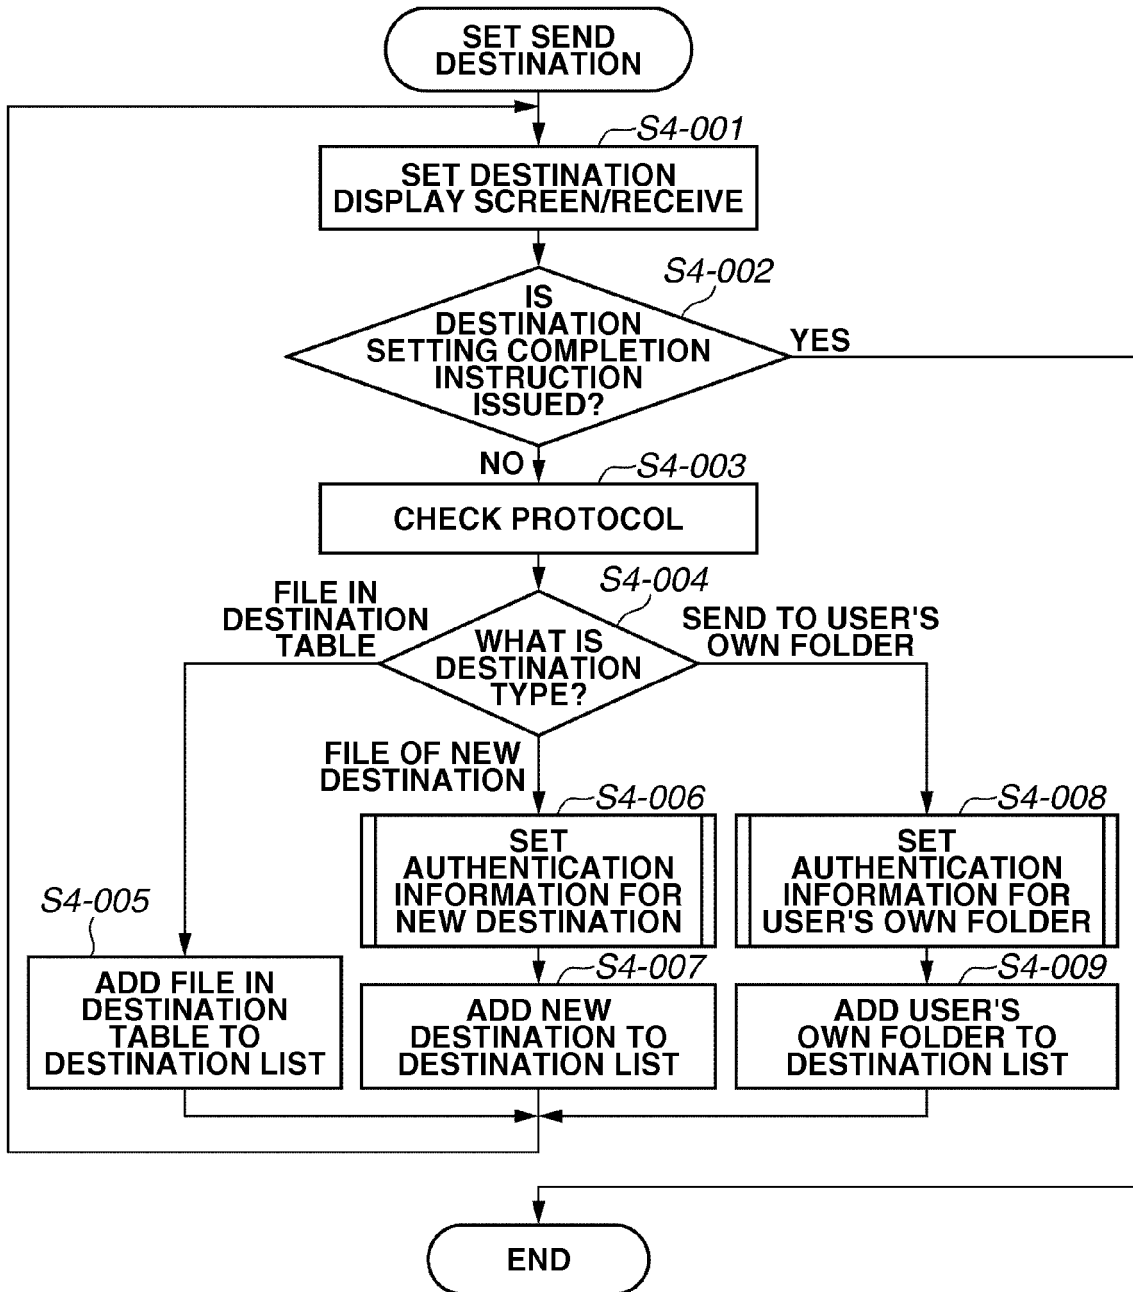 SET SEND
DESTINATION
S4-001
SET DESTINATION
DISPLAY SCREEN/RECEIVE
S4-002
IS
DESTINATION
SETTING COMPLETION
INSTRUCTION
ISSUED?
YES
NO
S4-003
CHECK PROTOCOL
S4-004
FILE IN
DESTINATION
TABLE
WHAT IS
DESTINATION
TYPE?
SEND TO USER'S
OWN FOLDER
FILE OF NEW
DESTINATION
S4-006
SET
AUTHENTICATION
INFORMATION FOR
NEW DESTINATION
S4-008
SET
AUTHENTICATION
INFORMATION FOR
USER'S OWN FOLDER
S4-005
ADD FILE IN
DESTINATION
TABLE TO
DESTINATION LIST
S4-007
ADD NEW
DESTINATION TO
DESTINATION LIST
S4-009
ADD USER'S
OWN FOLDER TO
DESTINATION LIST
END